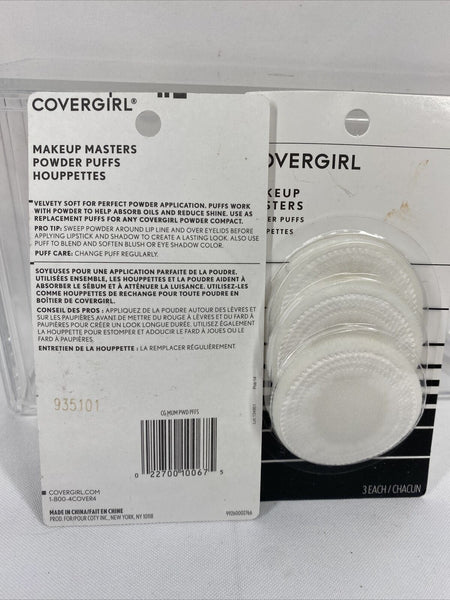 COVERGIRL®
MAKEUP MASTERS
POWDER PUFFS
HOUPPETTES
VELVETY SOFT FOR PERFECT POWDER APPLICATION. PUFFS WORK
WITH POWDER TO HELP ABSORB OILS AND REDUCE SHINE. USE AS
REPLACEMENT PUFFS FOR ANY COVERGIRL POWDER COMPACT.
PRO TIP: SWEEP POWDER AROUND LIP LINE AND OVER EYELIDS BEFORE
APPLYING LIPSTICK AND SHADOW TO CREATE A LASTING LOOK. ALSO USE
PUFF TO BLEND AND SOFTEN BLUSH OR EYE SHADOW COLOR.
PUFF CARE: CHANGE PUFF REGULARLY.
SOYEUSES POUR UNE APPLICATION PARFAITE DE LA POUDRE.
UTILISÉES ENSEMBLE, LES HOUPPETTES ET LA POUDRE AIDENT À
ABSORBER LE SÉBUM ET À ATTÉNUER LA LUISANCE. UTILISEZ-LES
COMME HOUPPETTES DE RECHANGE POUR TOUTE POUDRE EN
BOÎTIER DE COVERGIRL.
CONSEIL DES PROS : APPLIQUEZ DE LA POUDRE AUTOUR DES LÈVRES ET
SUR LES PAUPIÈRES AVANT DE METTRE DU ROUGE À LÈVRES ET DU FARD À
PAUPIÈRES POUR CRÉER UN LOOK LONGUE DURÉE. UTILISEZ ÉGALEMENT
LA HOUPPETTE POUR ESTOMPER ET ADOUCIR LE FARD À JOUES OU LE
FARD À PAUPIÈRES.
ENTRETIEN DE LA HOUPPETTE : LA REMPLACER RÉGULIÈREMENT.
935101
CG MUM PWD PFFS
0 22700 10067 5
COVERGIRL.COM
1-800-4COVER4
MADE IN CHINA/FAIT EN CHINE
PROD. FOR/POUR COTY INC., NEW YORK, NY 10118
99260003766
OVERGIRL
KEUP
STERS
ER PUFFS
PETTES
3 EACH / CHACUN